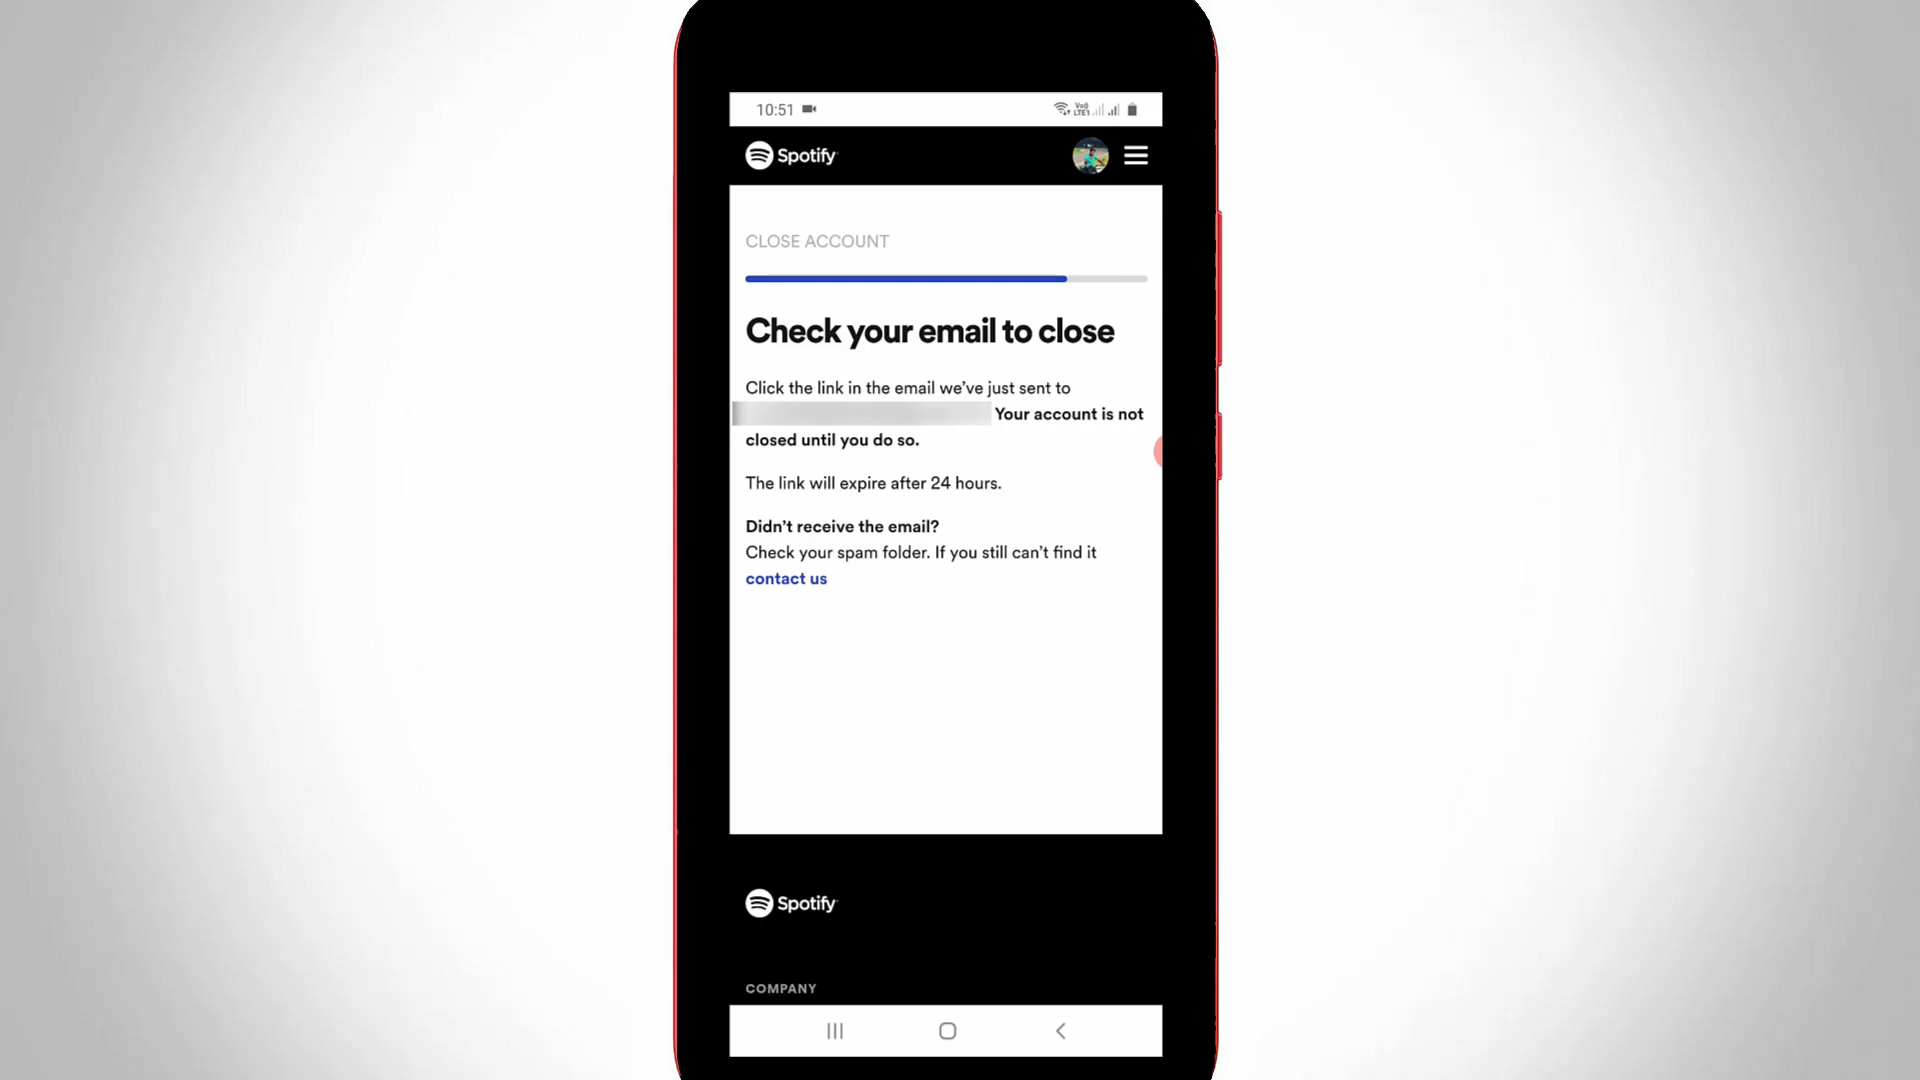 10:51
Vo))
LTE1
Spotify
CLOSE ACCOUNT
Check your email to close
Click the link in the email we've just sent to
Your account is not
closed until you do so.
The link will expire after 24 hours.
Didn't receive the email?
Check your spam folder. If you still can't find it
contact us
Spotify
COMPANY